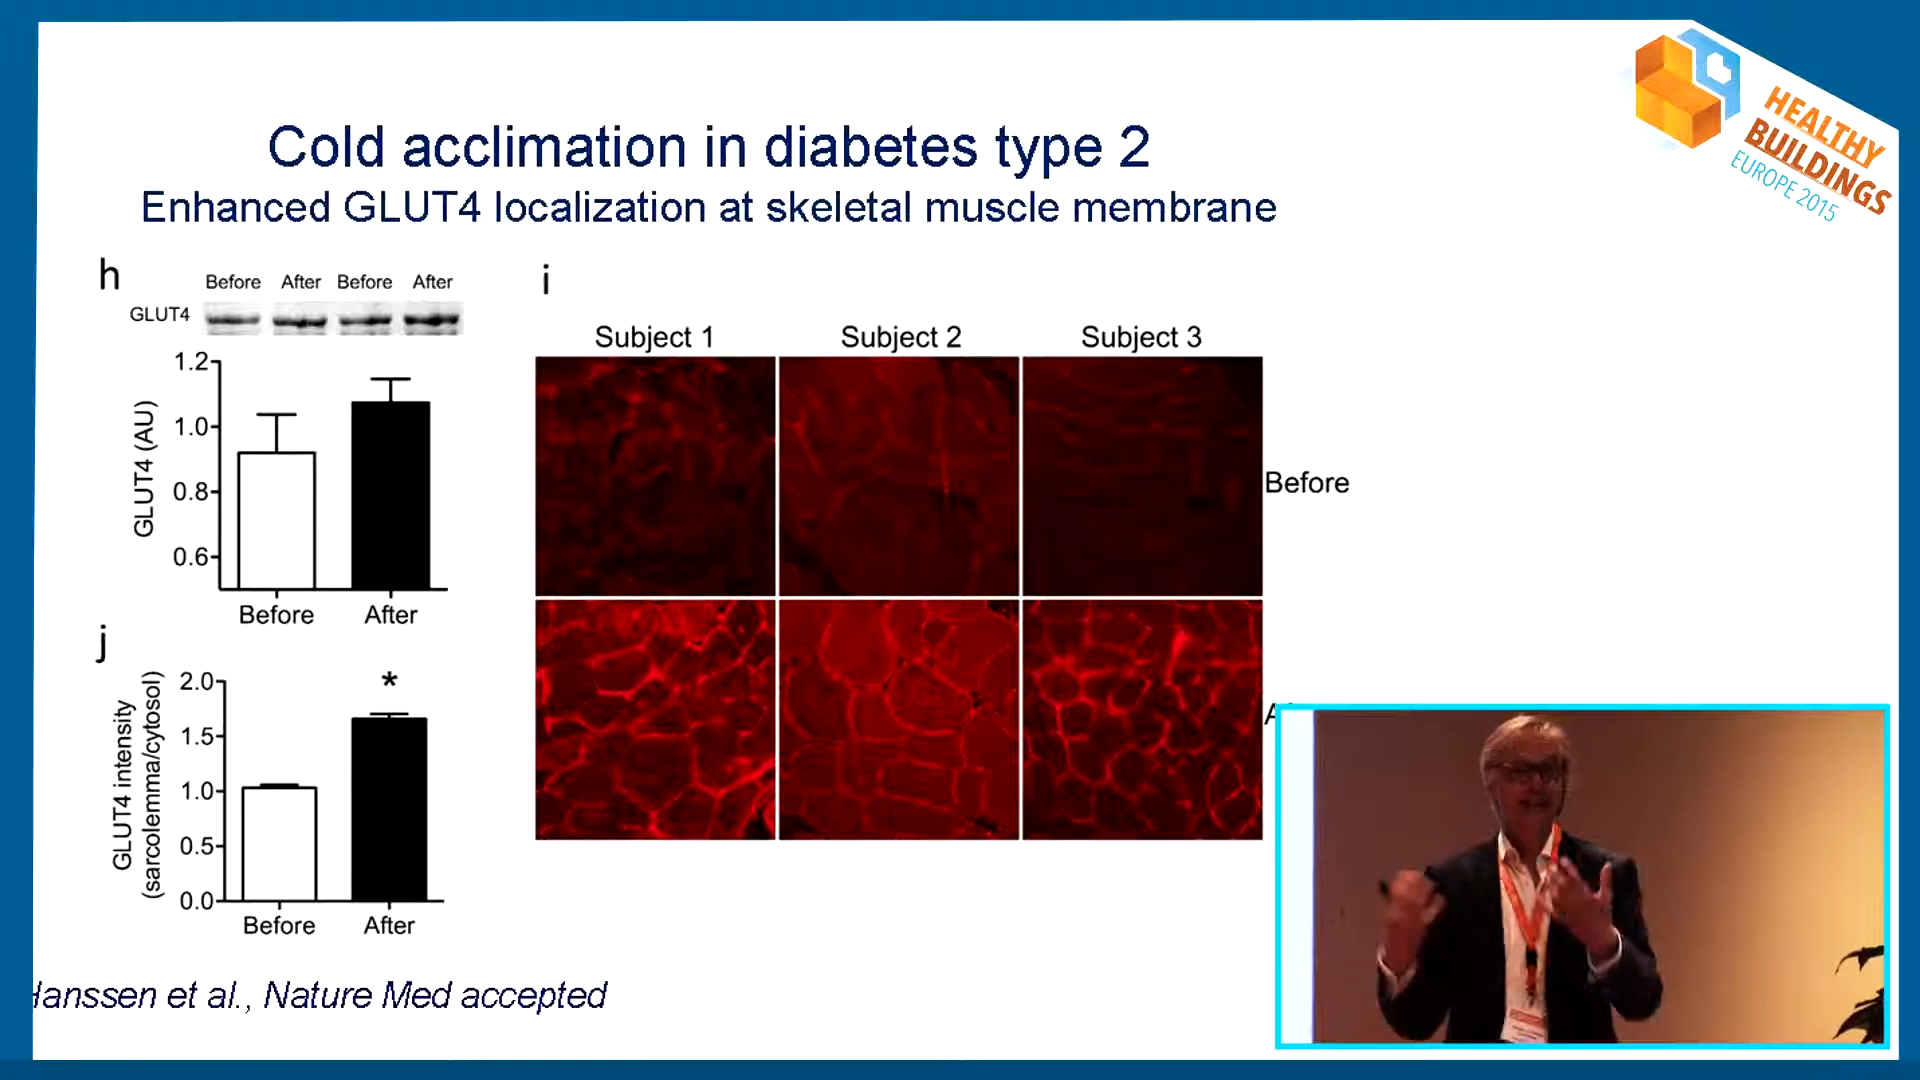 HEALTHY
BUILDINGS
EUROPE 2015
Cold acclimation in diabetes type 2
Enhanced GLUT4 localization at skeletal muscle membrane
h
Before After Before After
GLUT4
1.2
1.0
0.8
0.6
GLUT4 (AU)
Before After
i
Subject 1 Subject 2 Subject 3
Before
j
*
2.0
1.5
1.0
0.5
0.0
GLUT4 intensity
(sarcolemma/cytosol)
Before After
Hanssen et al., Nature Med accepted